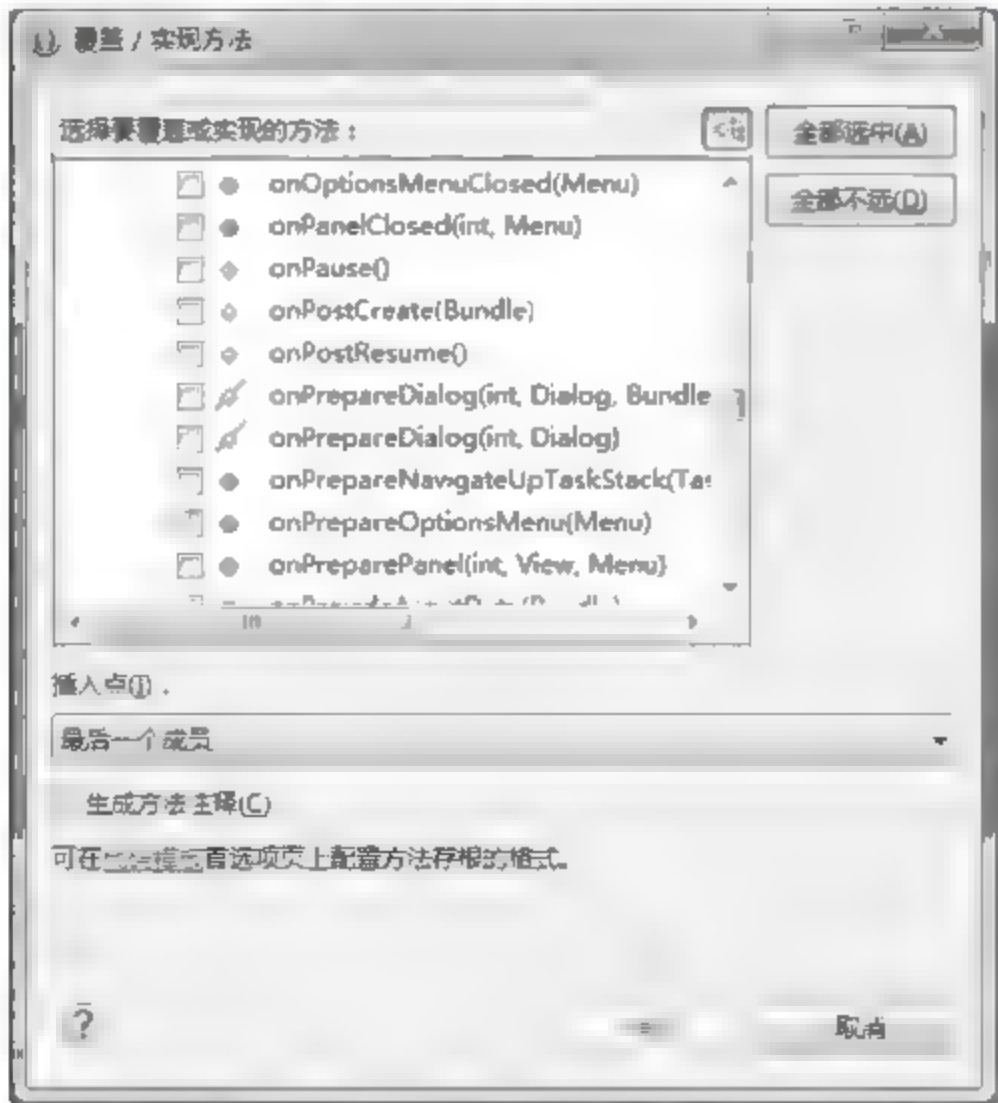 覆盖 / 实现方法
选择要覆盖或实现的方法：
全部选中(A)
全部不选(D)
onOptionsMenuClosed(Menu)
onPanelClosed(int, Menu)
onPause()
onPostCreate(Bundle)
onPostResume()
onPrepareDialog(int, Dialog, Bundle
onPrepareDialog(int, Dialog)
onPrepareNavigateUpTaskStack(Tas
onPrepareOptionsMenu(Menu)
onPreparePanel(int, View, Menu)
插入点(I)：
最后一个成员
生成方法注释(C)
可在首选项页上配置方法存根的格式。
?
取消